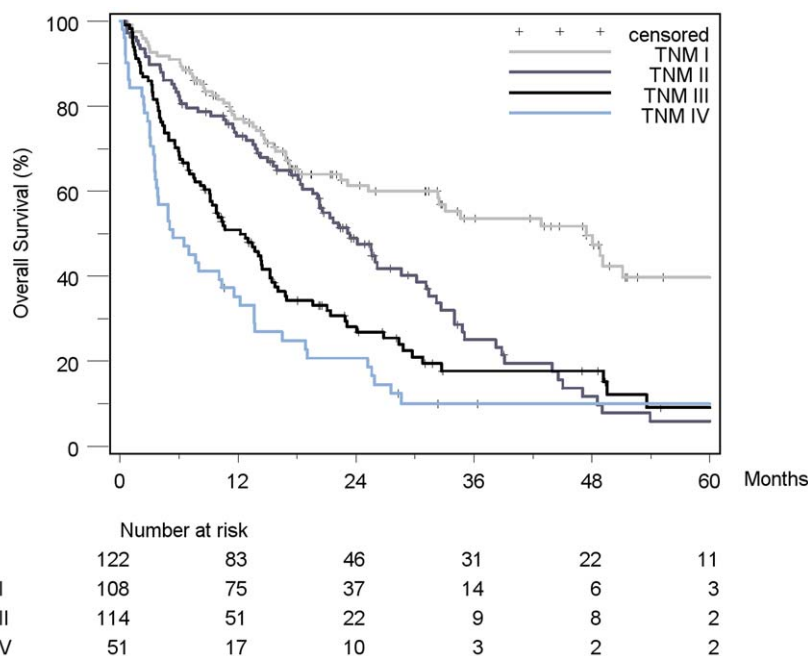 100
80
60
40
20
0
Overall Survival (%)
censored
TNM I
TNM II
TNM III
TNM IV
0 12 24 36 48 60 Months
Number at risk
122 83 46 31 22 11
I 108 75 37 14 6 3
II 114 51 22 9 8 2
V 51 17 10 3 2 2